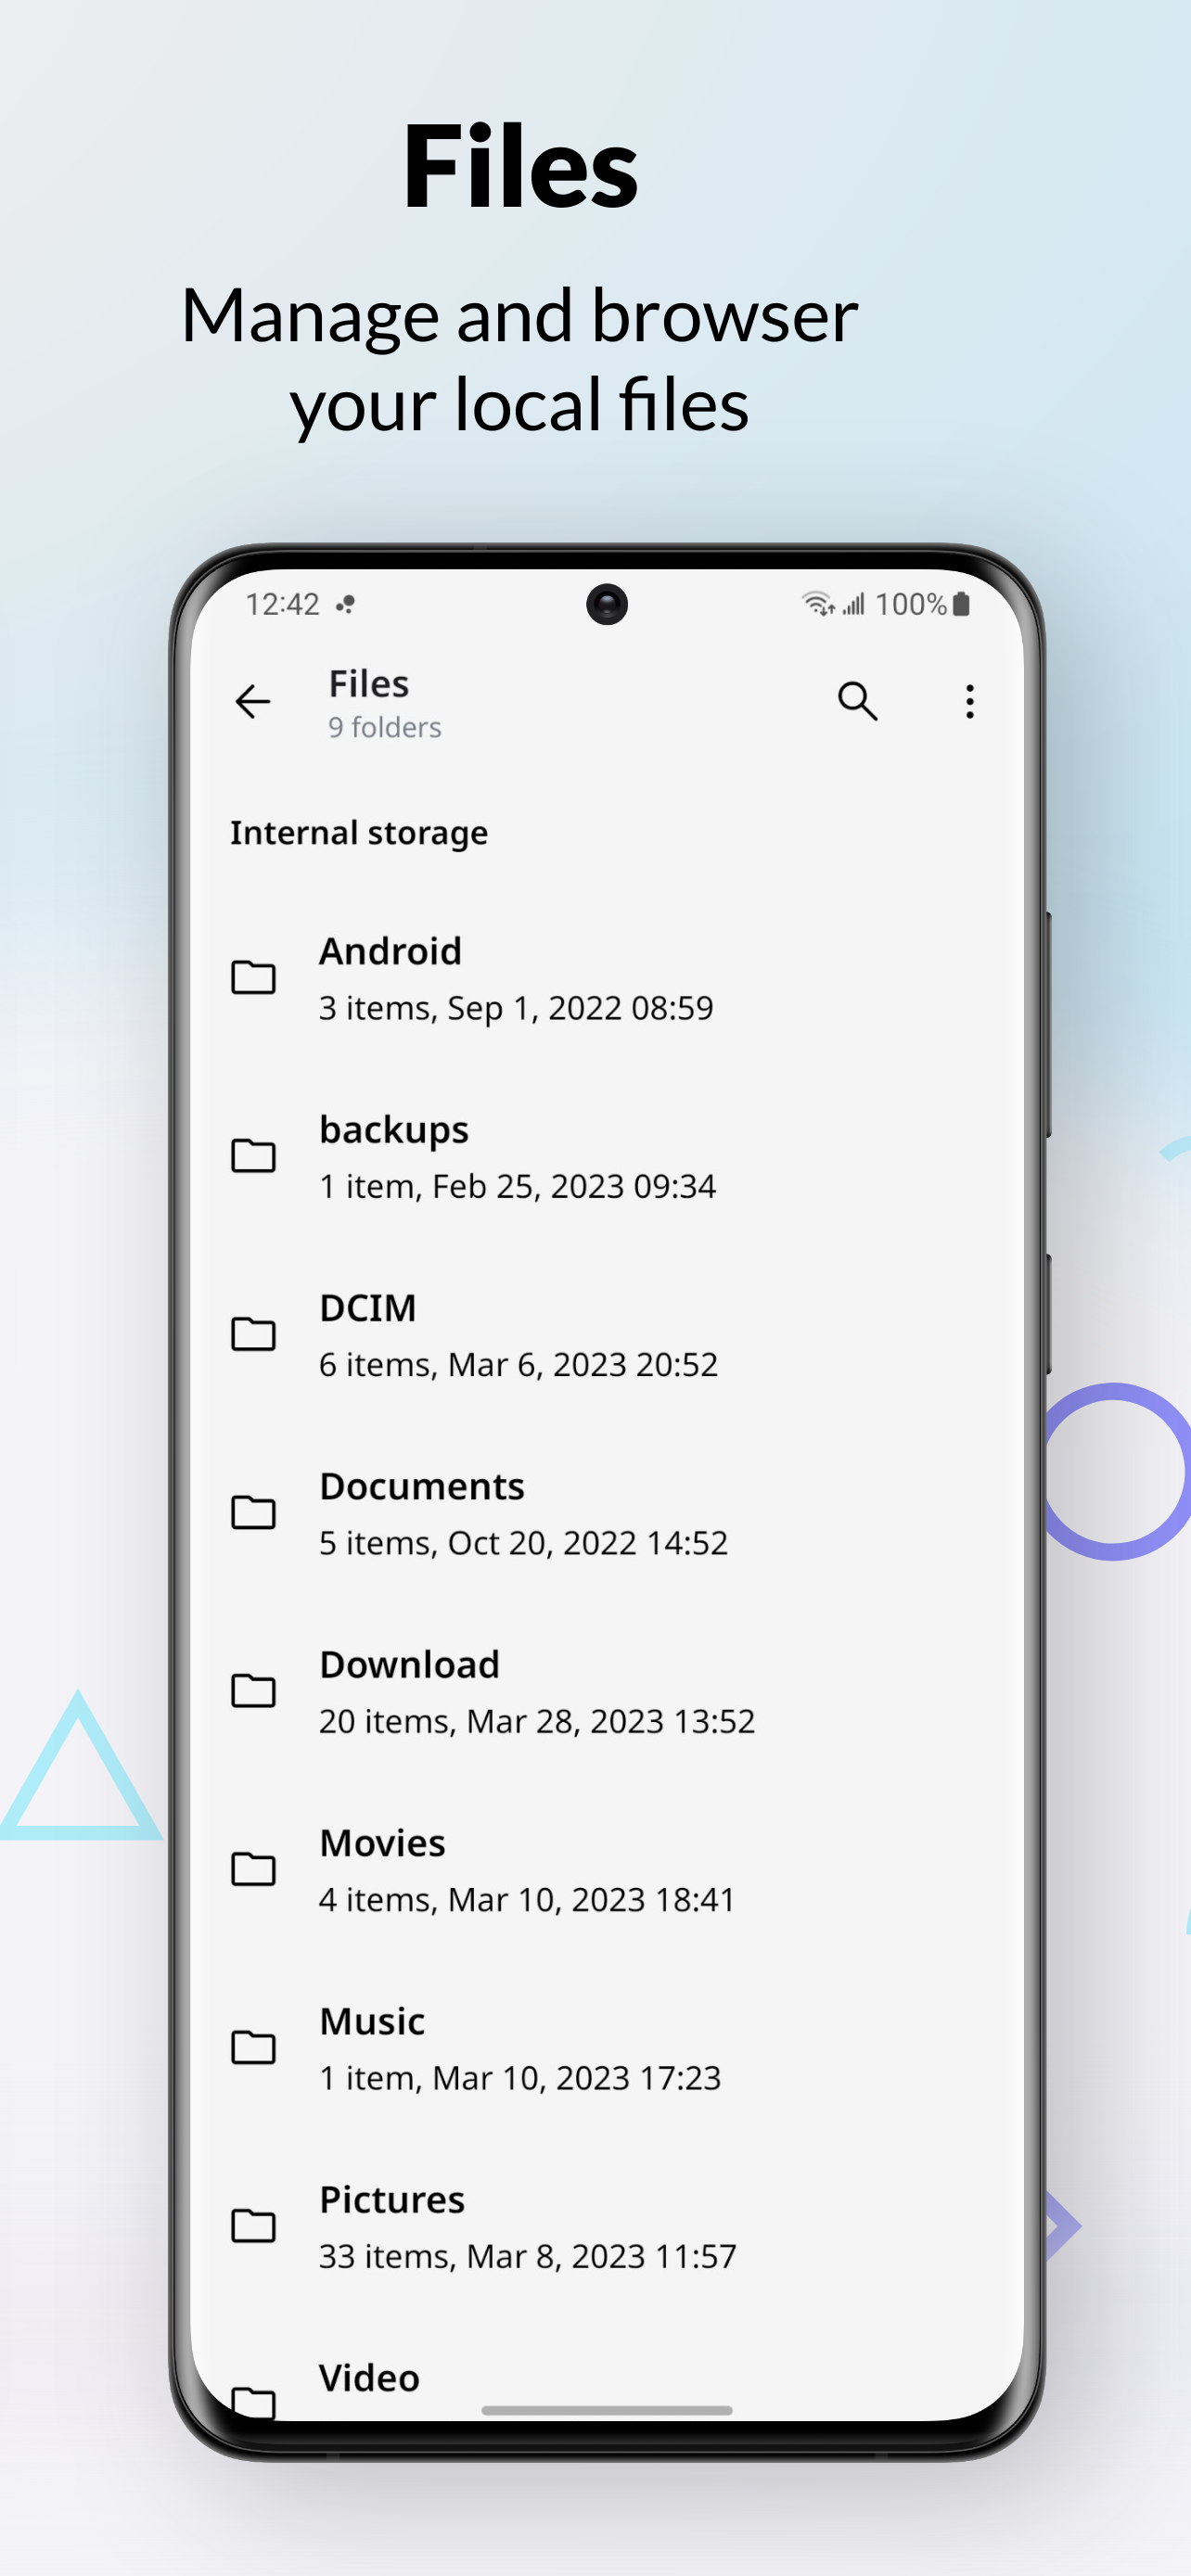 Files
Manage and browser
your local files
12:42 100%
Files
9 folders
Internal storage
Android
3 items, Sep 1, 2022 08:59
backups
1 item, Feb 25, 2023 09:34
DCIM
6 items, Mar 6, 2023 20:52
Documents
5 items, Oct 20, 2022 14:52
Download
20 items, Mar 28, 2023 13:52
Movies
4 items, Mar 10, 2023 18:41
Music
1 item, Mar 10, 2023 17:23
Pictures
33 items, Mar 8, 2023 11:57
Video